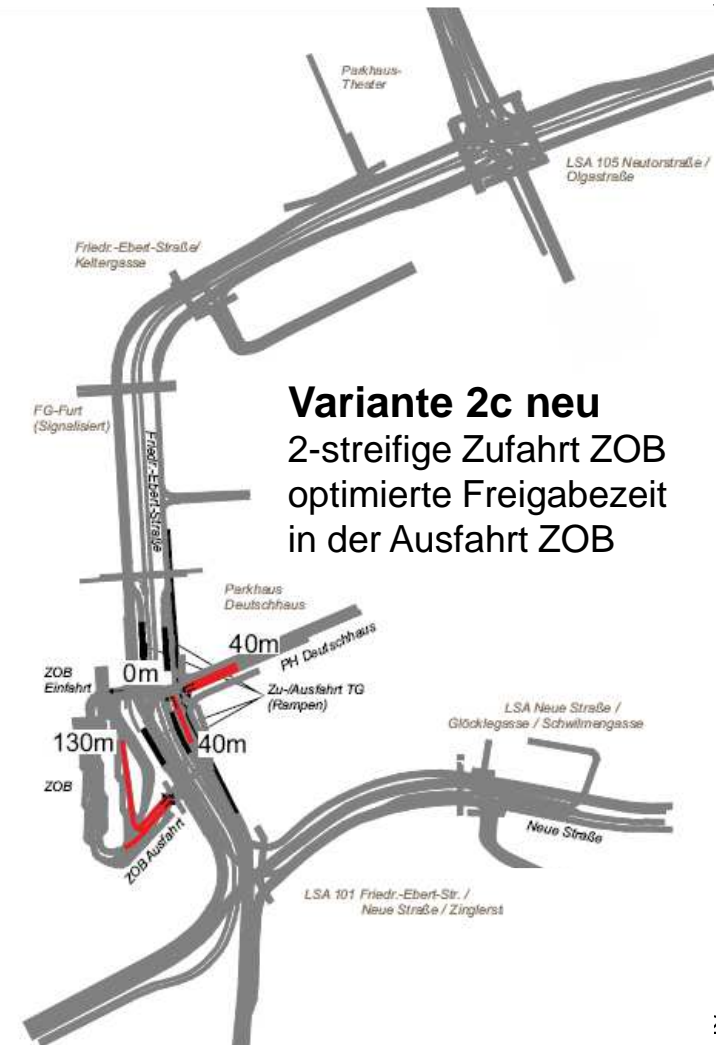 Parkhaus-
Theater
LSA 105 Neutorstraße /
Olgastraße
Friedr.-Ebert-Straße/
Keltergasse
FG-Furt
(Signalisiert)
Friedr.-Ebert-Straße
Variante 2c neu
2-streifige Zufahrt ZOB
optimierte Freigabezeit
in der Ausfahrt ZOB
Parkhaus
Deutschhaus
40m
PH Deutschhaus
ZOB
Einfahrt
0m
Zu-/Ausfahrt TG
(Rampen)
LSA Neue Straße /
Glöcklegasse / Schwilmengasse
130m
40m
ZOB
ZOB Ausfahrt
Neue Straße
LSA 101 Friedr.-Ebert-Str. /
Neue Straße / Zinglerst